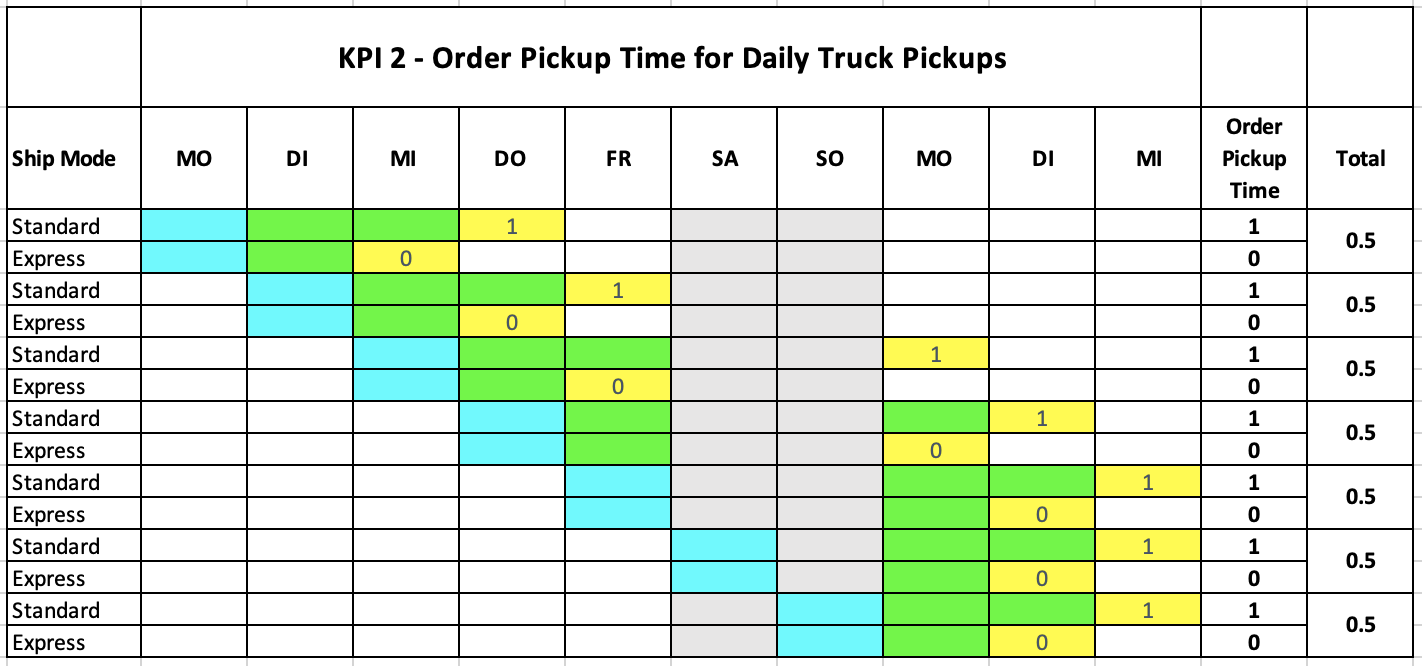 KPI 2 - Order Pickup Time for Daily Truck Pickups
Ship Mode MO DI MI DO FR SA SO MO DI MI Order Pickup Time Total
Standard 1 1 0.5
Express 0 0
Standard 1 1 0.5
Express 0 0
Standard 1 1 0.5
Express 0 0
Standard 1 1 0.5
Express 0 0
Standard 1 1 0.5
Express 0 0
Standard 1 1 0.5
Express 0 0
Standard 1 1 0.5
Express 0 0